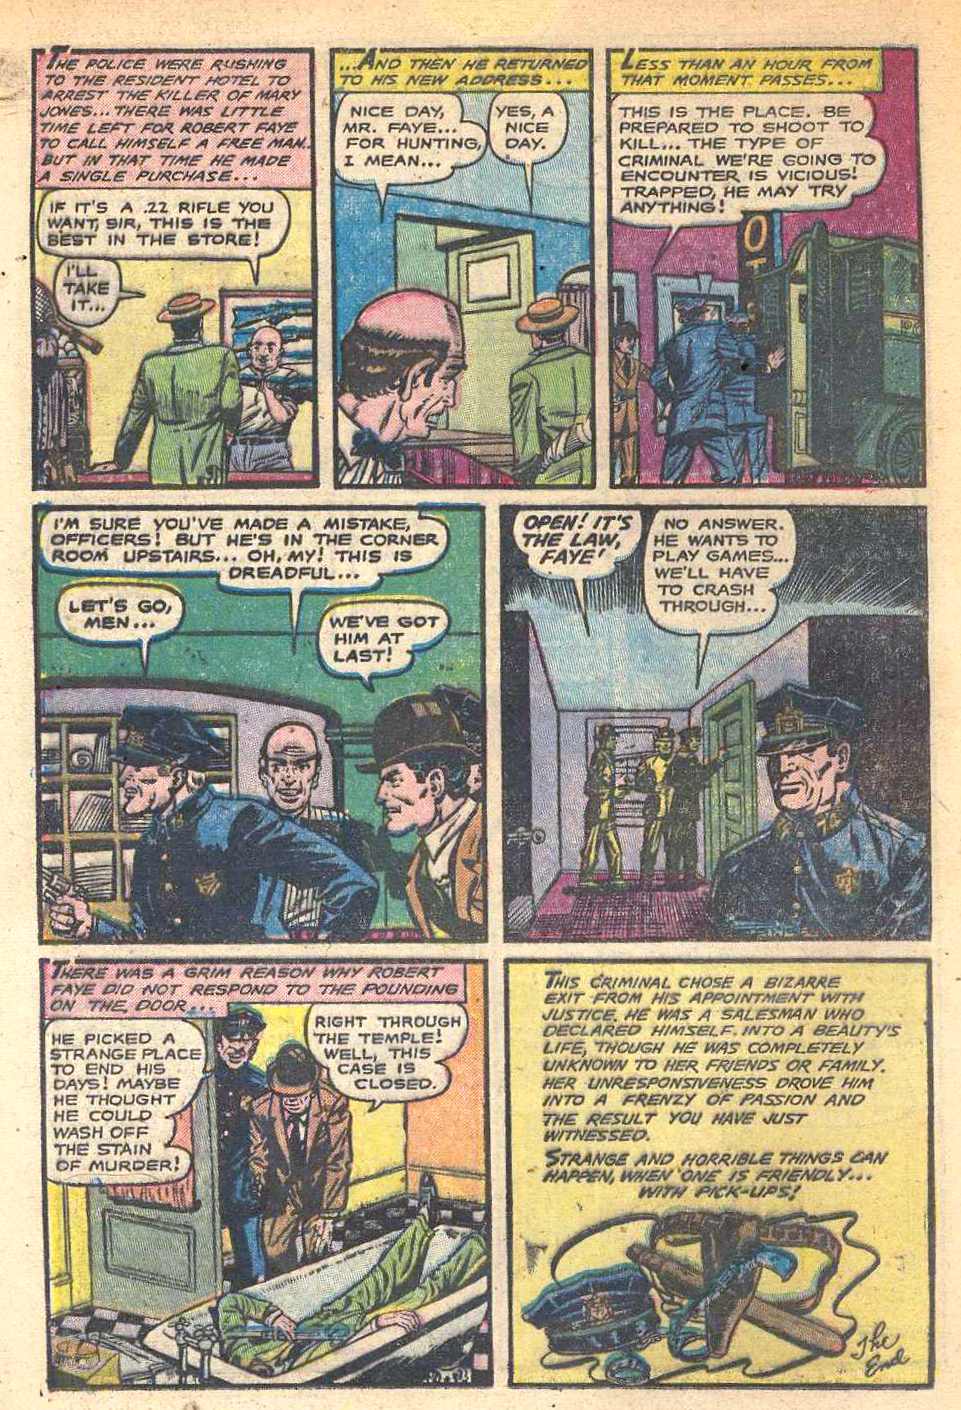 THE POLICE WERE RUSHING
TO THE RESIDENT HOTEL TO
ARREST THE KILLER OF MARY
JONES... THERE WAS LITTLE
TIME LEFT FOR ROBERT FAYE
TO CALL HIMSELF A FREE MAN.
BUT IN THAT TIME HE MADE
A SINGLE PURCHASE...
IF IT'S A .22 RIFLE YOU
WANT, SIR, THIS IS THE
BEST IN THE STORE!
I'LL
TAKE
IT...
...AND THEN HE RETURNED
TO HIS NEW ADDRESS...
NICE DAY,
MR. FAYE...
FOR HUNTING,
I MEAN...
YES, A
NICE
DAY.
LESS THAN AN HOUR FROM
THAT MOMENT PASSES...
THIS IS THE PLACE. BE
PREPARED TO SHOOT TO
KILL... THE TYPE OF
CRIMINAL WE'RE GOING TO
ENCOUNTER IS VICIOUS!
TRAPPED, HE MAY TRY
ANYTHING!
O
T
I'M SURE YOU'VE MADE A MISTAKE,
OFFICERS! BUT HE'S IN THE CORNER
ROOM UPSTAIRS... OH, MY! THIS IS
DREADFUL...
LET'S GO,
MEN...
WE'VE GOT
HIM AT
LAST!
OPEN! IT'S
THE LAW,
FAYE!
NO ANSWER.
HE WANTS TO
PLAY GAMES...
WE'LL HAVE
TO CRASH
THROUGH...
THERE WAS A GRIM REASON WHY ROBERT
FAYE DID NOT RESPOND TO THE POUNDING
ON THE DOOR...
HE PICKED A
STRANGE PLACE
TO END HIS
DAYS! MAYBE
HE THOUGHT
HE COULD
WASH OFF
THE STAIN
OF MURDER!
RIGHT THROUGH
THE TEMPLE!
WELL, THIS
CASE IS
CLOSED.
THIS CRIMINAL CHOSE A BIZARRE
EXIT FROM HIS APPOINTMENT WITH
JUSTICE. HE WAS A SALESMAN WHO
DECLARED HIMSELF INTO A BEAUTY'S
LIFE, THOUGH HE WAS COMPLETELY
UNKNOWN TO HER FRIENDS OR FAMILY.
HER UNRESPONSIVENESS DROVE HIM
INTO A FRENZY OF PASSION AND
THE RESULT YOU HAVE JUST
WITNESSED.
STRANGE AND HORRIBLE THINGS CAN
HAPPEN, WHEN ONE IS FRIENDLY...
WITH PICK-UPS!
The
End